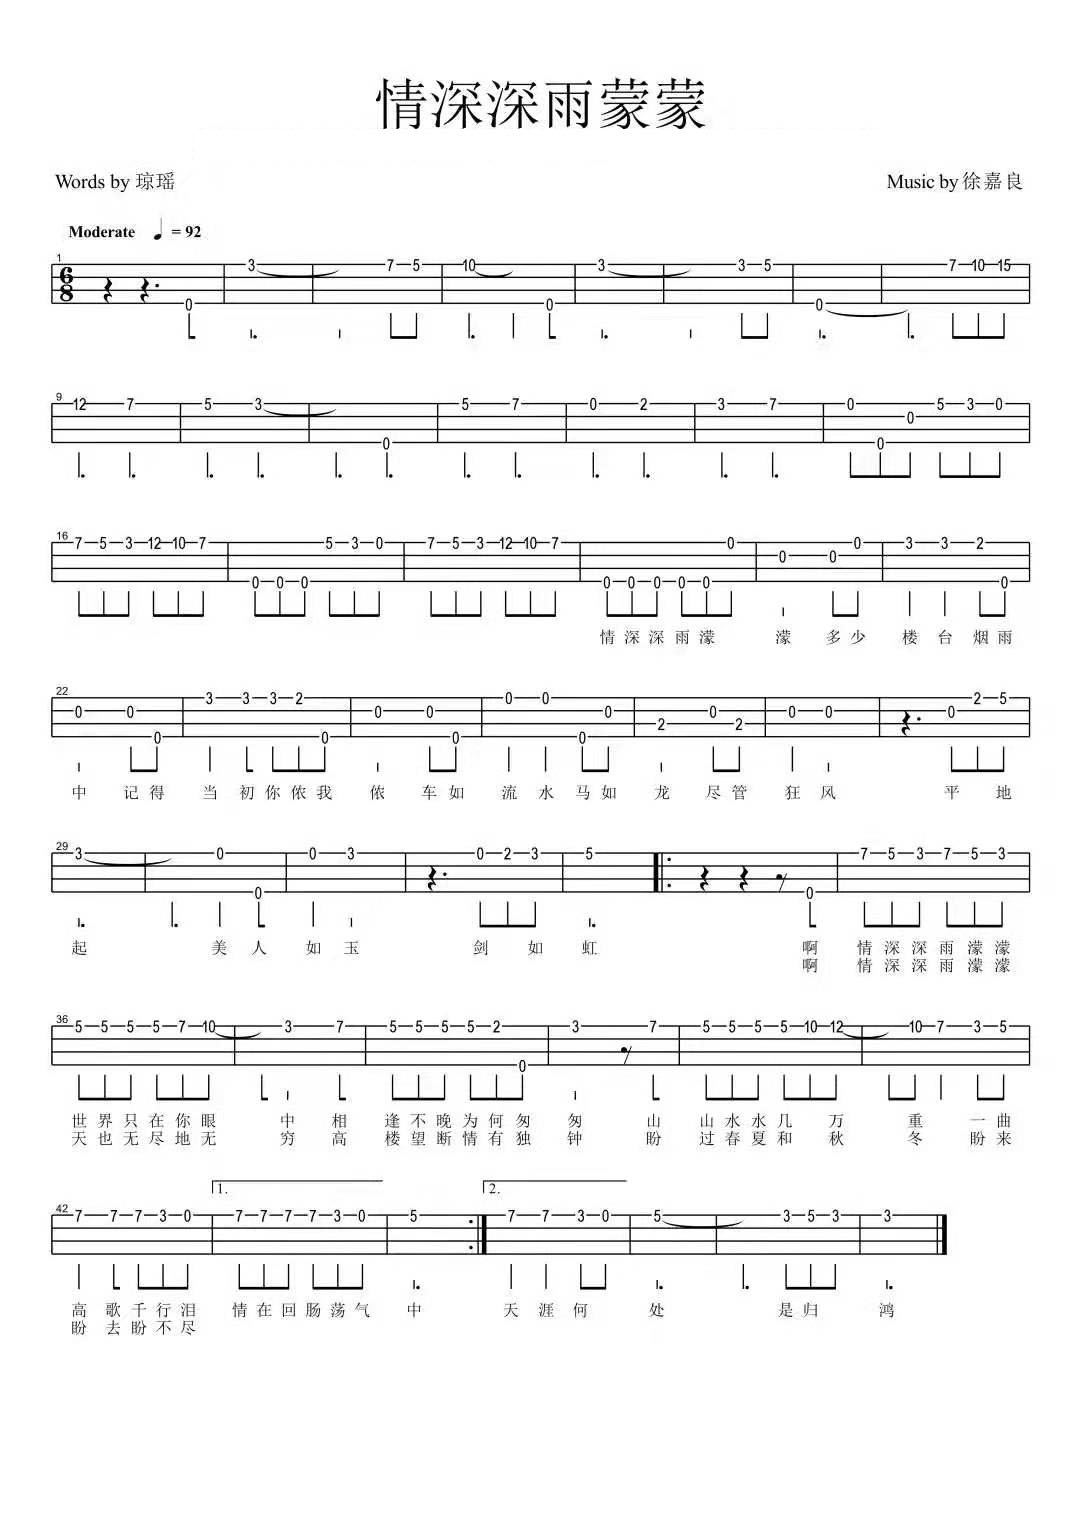 情深深雨蒙蒙
Words by 琼瑶
Music by 徐嘉良
Moderate ♩ = 92
1
6
8
0 3 7 5 10 0 3 3 5 0 7 10 15
9
12 7 5 3 0 5 7 0 2 3 7 0 0 0 5 3 0
16
7 5 3 12 10 7 0 0 0 5 3 0 7 5 3 12 10 7 0 0 0 0 0 0 0 0 0 3 3 2 0
情 深 深 雨 濛 濛 多 少 楼 台 烟 雨
22
0 0 0 3 3 3 2 0 0 0 0 0 0 0 0 2 0 2 0 0 0 2 5
中 记 得 当 初 你 侬 我 侬 车 如 流 水 马 如 龙 尽 管 狂 风 平 地
29
3 0 0 0 3 0 2 3 5 0 7 5 3 7 5 3
起 美 人 如 玉 剑 如 虹 啊 情 深 深 雨 濛 濛
啊 情 深 深 雨 濛 濛
36
5 5 5 5 7 10 3 7 5 5 5 5 2 0 3 7 5 5 5 5 10 12 10 7 3 5
世 界 只 在 你 眼 中 相 逢 不 晚 为 何 匆 匆 山 山 水 水 几 万 重 一 曲
天 也 无 尽 地 无 穷 高 楼 望 断 情 有 独 钟 盼 过 春 夏 和 秋 冬 盼 来
1.
2.
42
7 7 7 3 0 7 7 7 7 3 0 5 7 7 3 0 5 3 5 3 3
高 歌 千 行 泪 情 在 回 肠 荡 气 中 天 涯 何 处 是 归 鸿
盼 去 盼 不 尽